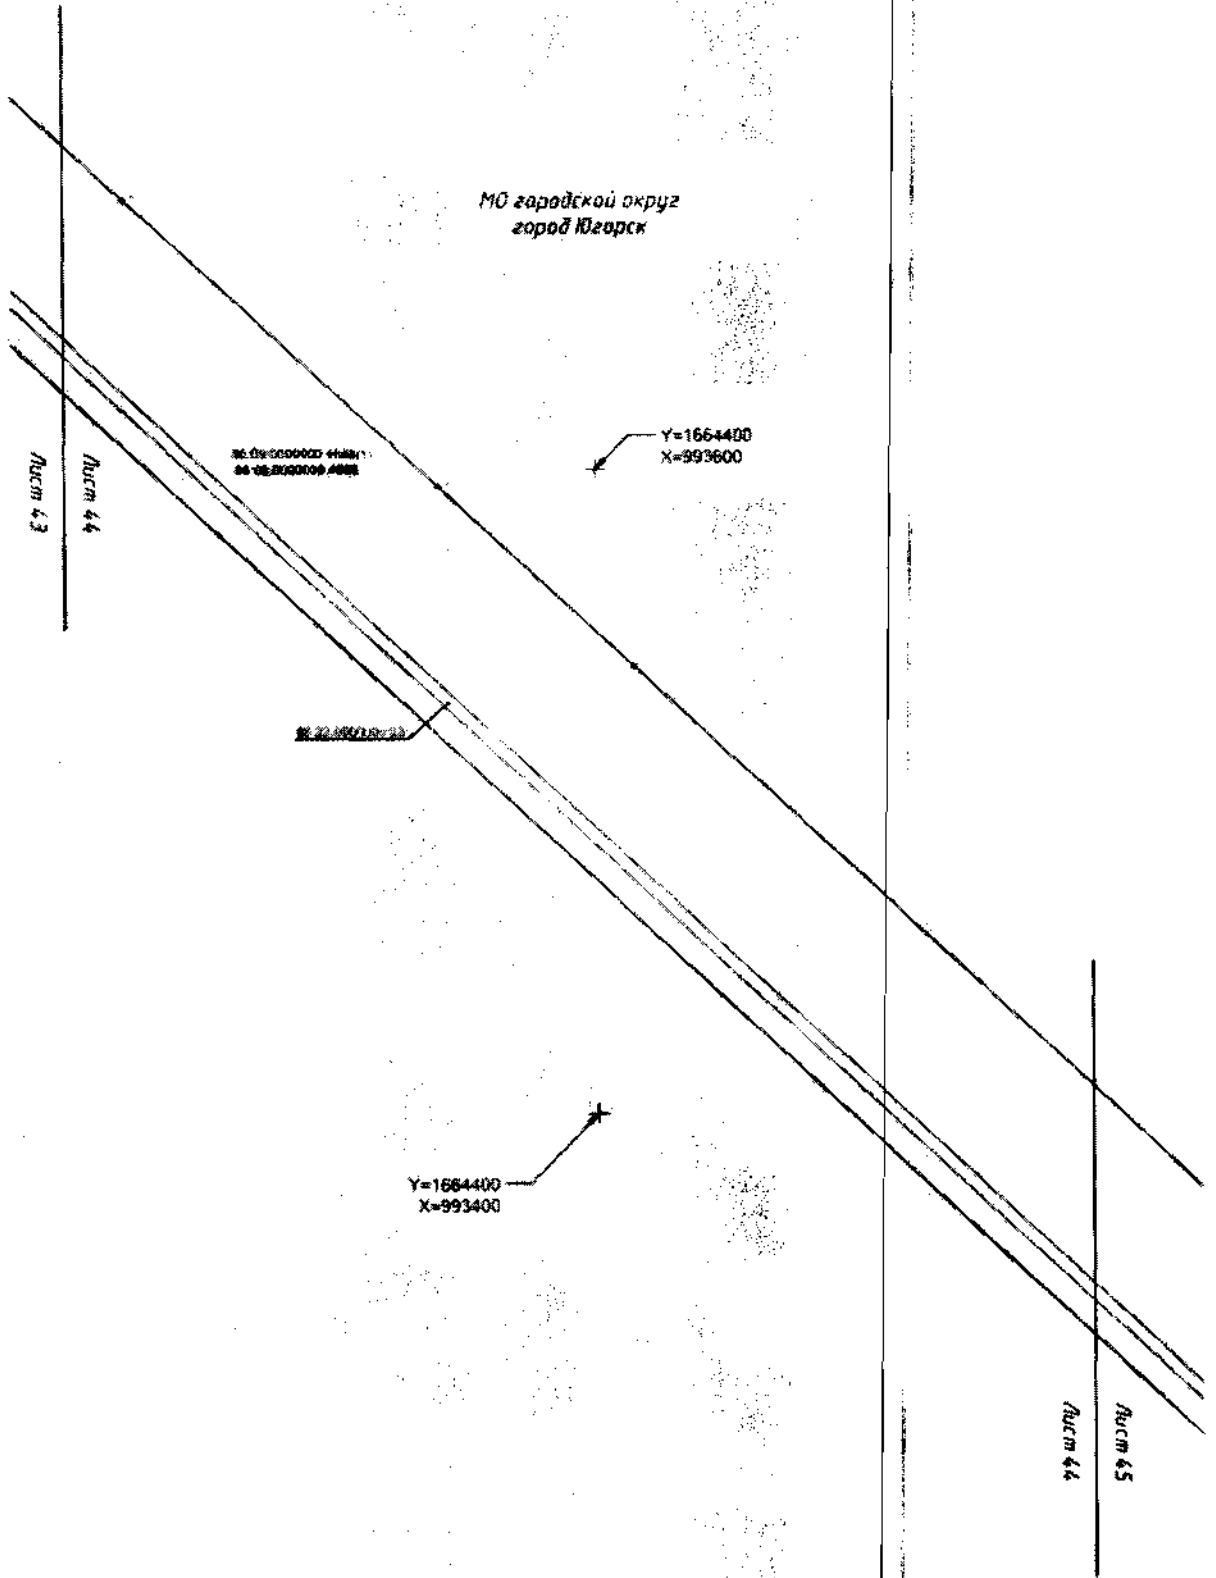 МО городской округ
город Югорск
Y=1664400
X=993600
Лист 43
Лист 44
Y=1664400
X=993400
Лист 44
Лист 45